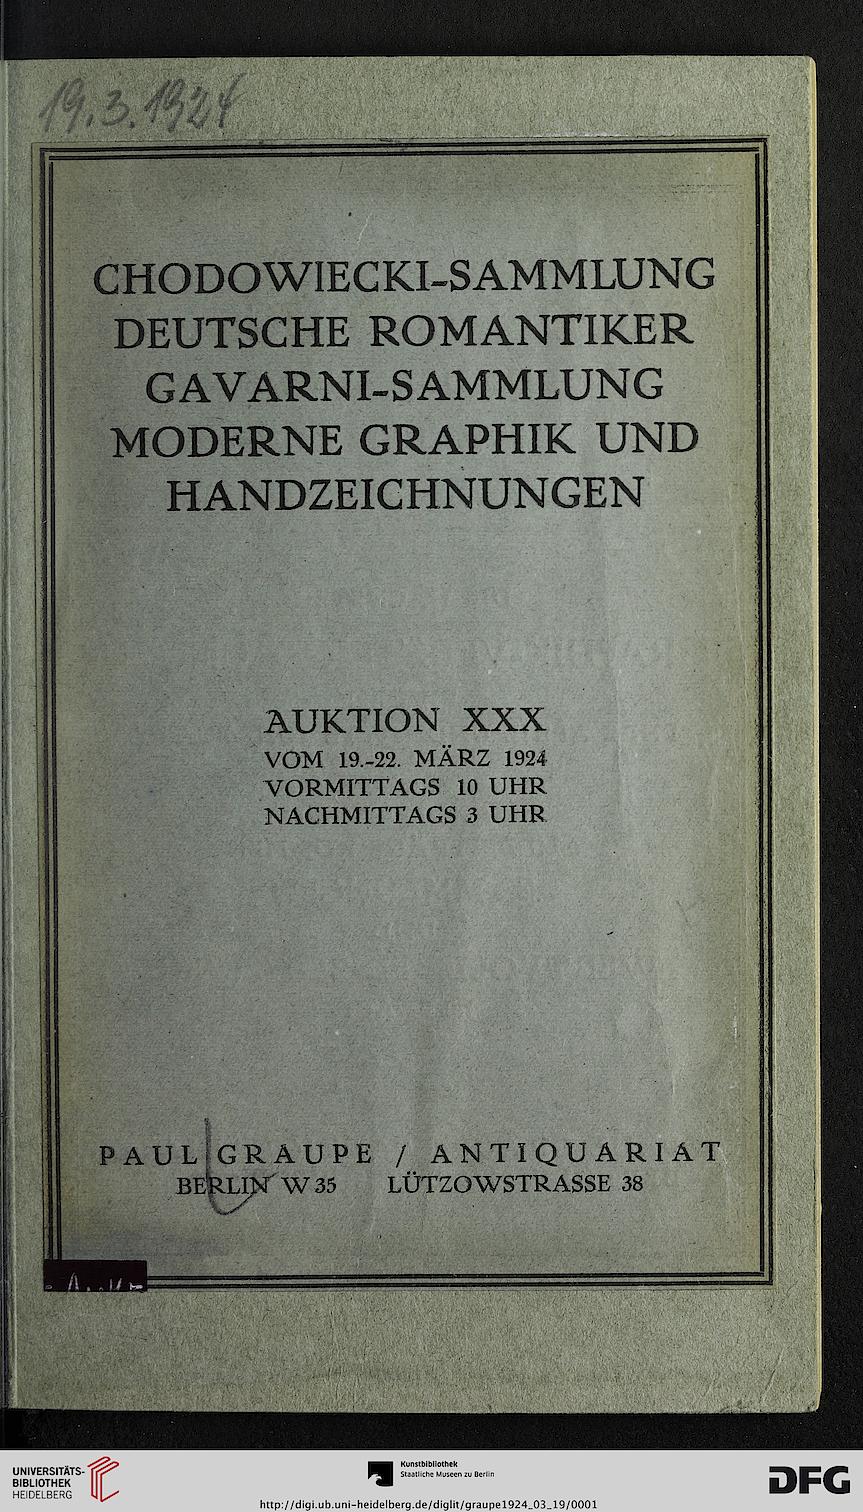 19.3.1924
CHODOWIECKI-SAMMLUNG
DEUTSCHE ROMANTIKER
GAVARNI-SAMMLUNG
MODERNE GRAPHIK UND
HANDZEICHNUNGEN
AUKTION XXX
VOM 19.-22. MÄRZ 1924
VORMITTAGS 10 UHR
NACHMITTAGS 3 UHR
PAUL GRAUPE / ANTIQUARIAT
BERLIN W 35 LÜTZOWSTRASSE 38
UNIVERSITÄTS-
BIBLIOTHEK
HEIDELBERG
Kunstbibliothek
Staatliche Museen zu Berlin
http://digi.ub.uni-heidelberg.de/diglit/graupe1924_03_19/0001
DFG